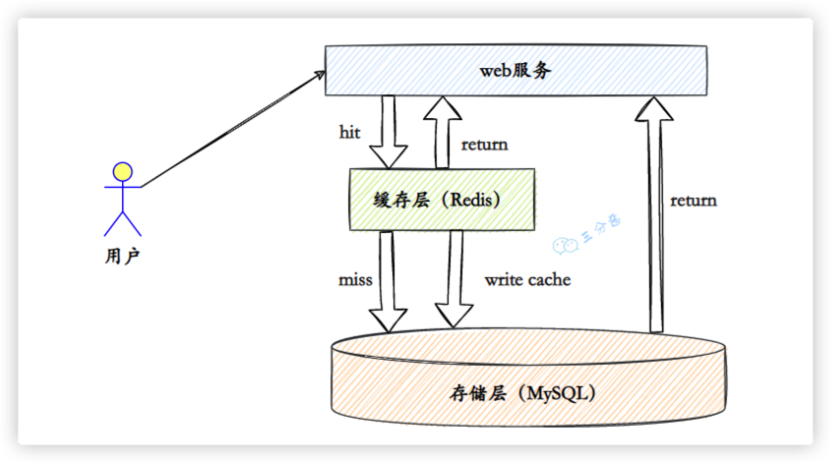 web服务
hit
return
缓存层（Redis）
return
用户
三分恶
miss
write cache
存储层（MySQL）